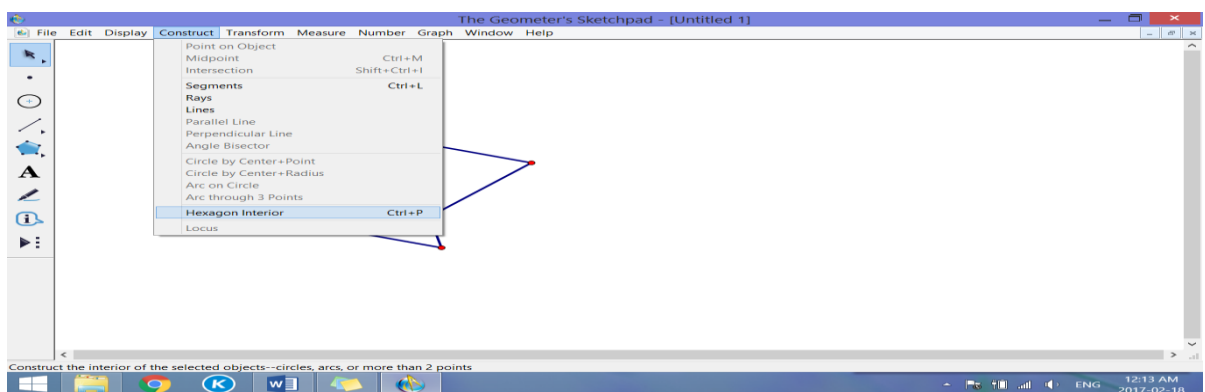 The Geometer's Sketchpad - [Untitled 1]
File Edit Display Construct Transform Measure Number Graph Window Help
Point on Object
Midpoint Ctrl+M
Intersection Shift+Ctrl+I
Segments Ctrl+L
Rays
Lines
Parallel Line
Perpendicular Line
Angle Bisector
Circle by Center+Point
Circle by Center+Radius
Arc on Circle
Arc through 3 Points
Hexagon Interior Ctrl+P
Locus
A
Construct the interior of the selected objects--circles, arcs, or more than 2 points
K W
ENG 12:13 AM
2017-02-18